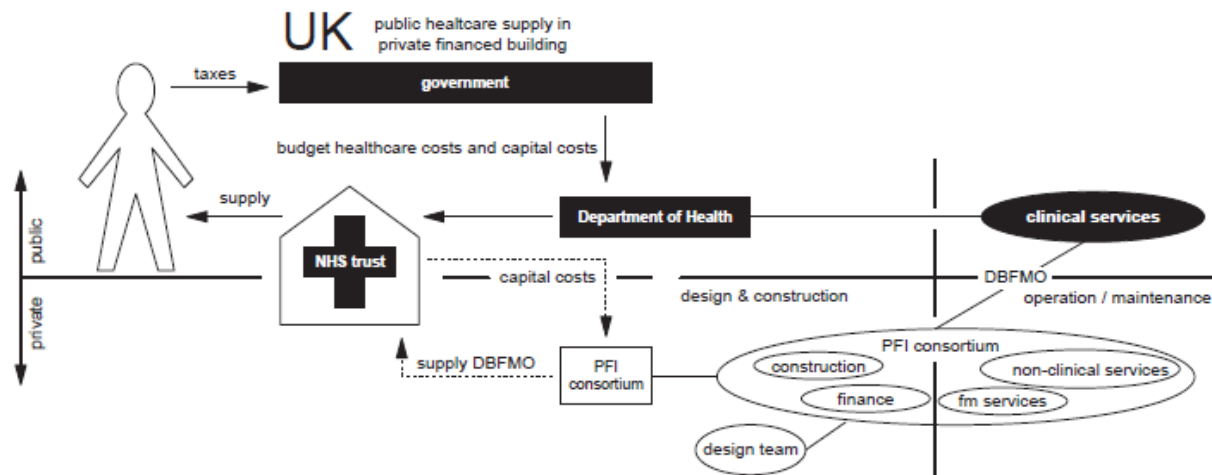 UK
public healtcare supply in
private financed building
taxes
government
budget healthcare costs and capital costs
supply
Department of Health
clinical services
public
NHS trust
capital costs
design & construction
DBFMO
operation / maintenance
private
supply DBFMO
PFI
consortium
PFI consortium
construction
non-clinical services
finance
fm services
design team